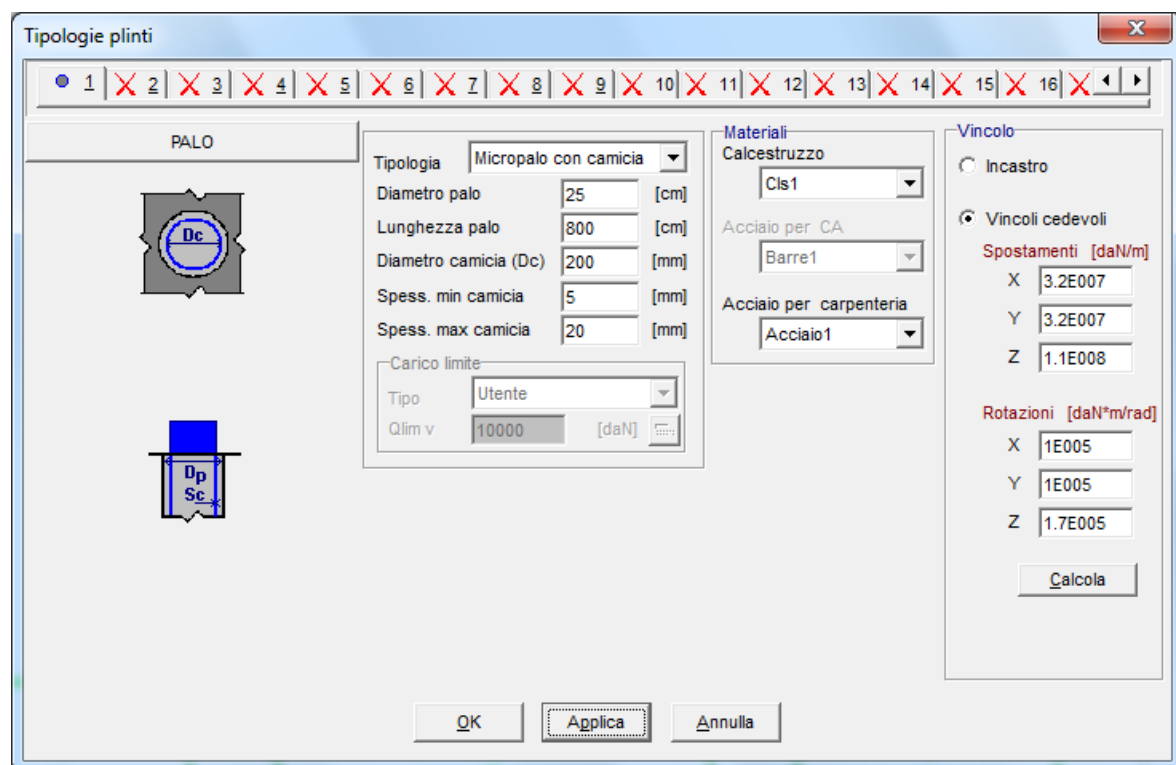 Tipologie plinti
1 2 3 4 5 6 7 8 9 10 11 12 13 14 15 16
PALO
Dc
Dp
Sc
Tipologia Micropalo con camicia
Diametro palo 25 [cm]
Lunghezza palo 800 [cm]
Diametro camicia (Dc) 200 [mm]
Spess. min camicia 5 [mm]
Spess. max camicia 20 [mm]
Carico limite
Tipo Utente
Qlim v 10000 [daN]
Materiali
Calcestruzzo
Cls1
Acciaio per CA
Barre1
Acciaio per carpenteria
Acciaio1
Vincolo
Incastro
Vincoli cedevoli
Spostamenti [daN/m]
X 3.2E007
Y 3.2E007
Z 1.1E008
Rotazioni [daN*m/rad]
X 1E005
Y 1E005
Z 1.7E005
Calcola
OK Applica Annulla